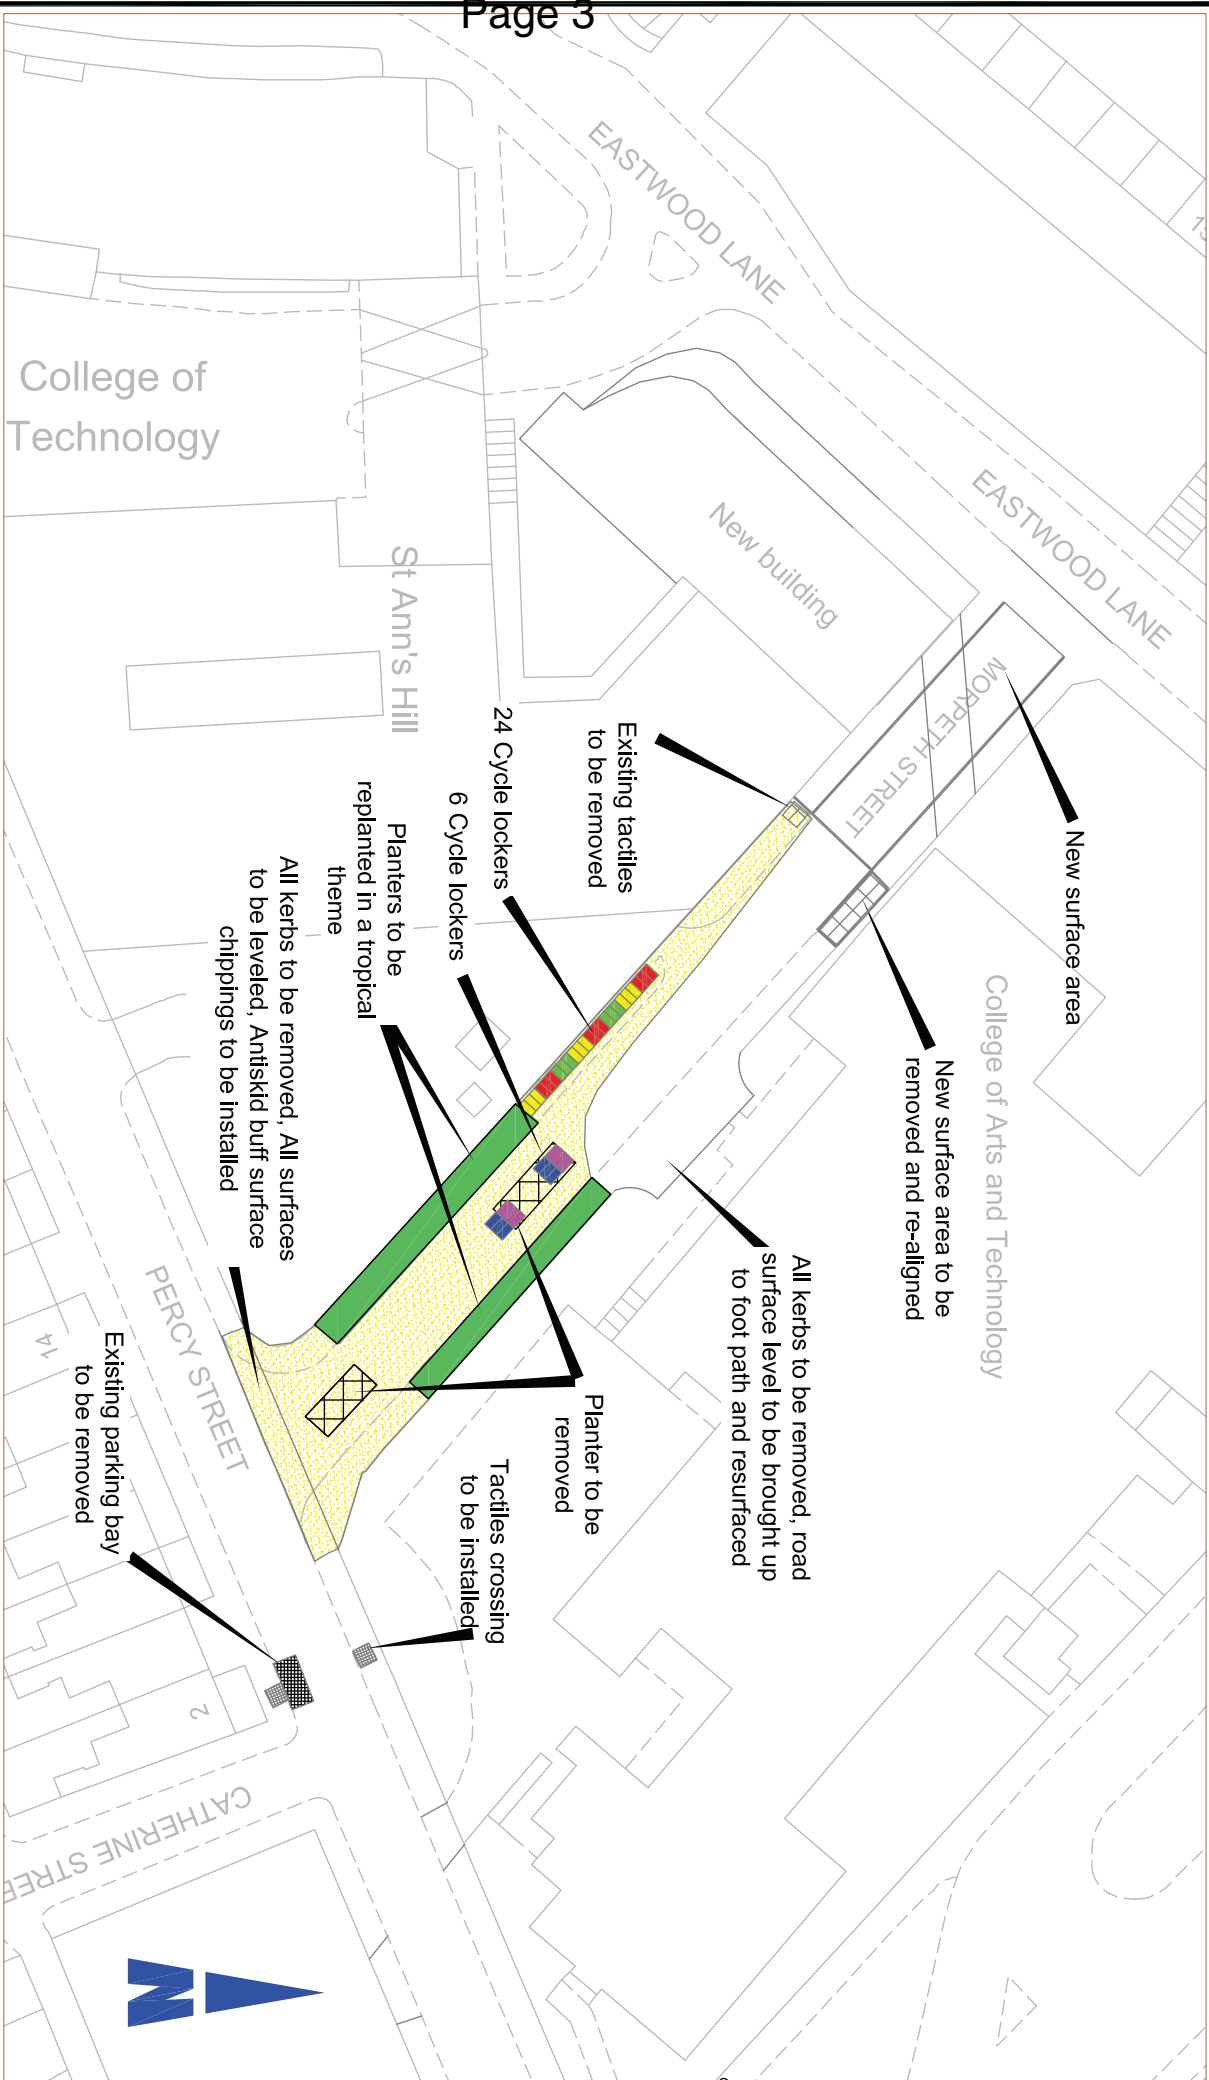 Page 3
EASTWOOD LANE
College of
Technology
St Ann's Hill
New building
EASTWOOD LANE
MORPETH STREET
New surface area
Existing tactiles
to be removed
24 Cycle lockers
6 Cycle lockers
Planters to be
replanted in a tropical
theme
All kerbs to be removed, All surfaces
to be leveled, Antiskid buff surface
chippings to be installed
College of Arts and Technology
New surface area to be
removed and re-aligned
All kerbs to be removed, road
surface level to be brought up
to foot path and resurfaced
Planter to be
removed
Tactiles crossing
to be installed
Existing parking bay
to be removed
PERCY STREET
14
2
CATHERINE STREE
N